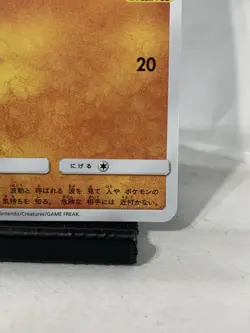 20
にげる
波動と 呼ばれる 波を 見て 人や ポケモンの
気持ちを 知る。 危険な 相手には 近付かない。
Nintendo/Creatures/GAME FREAK.